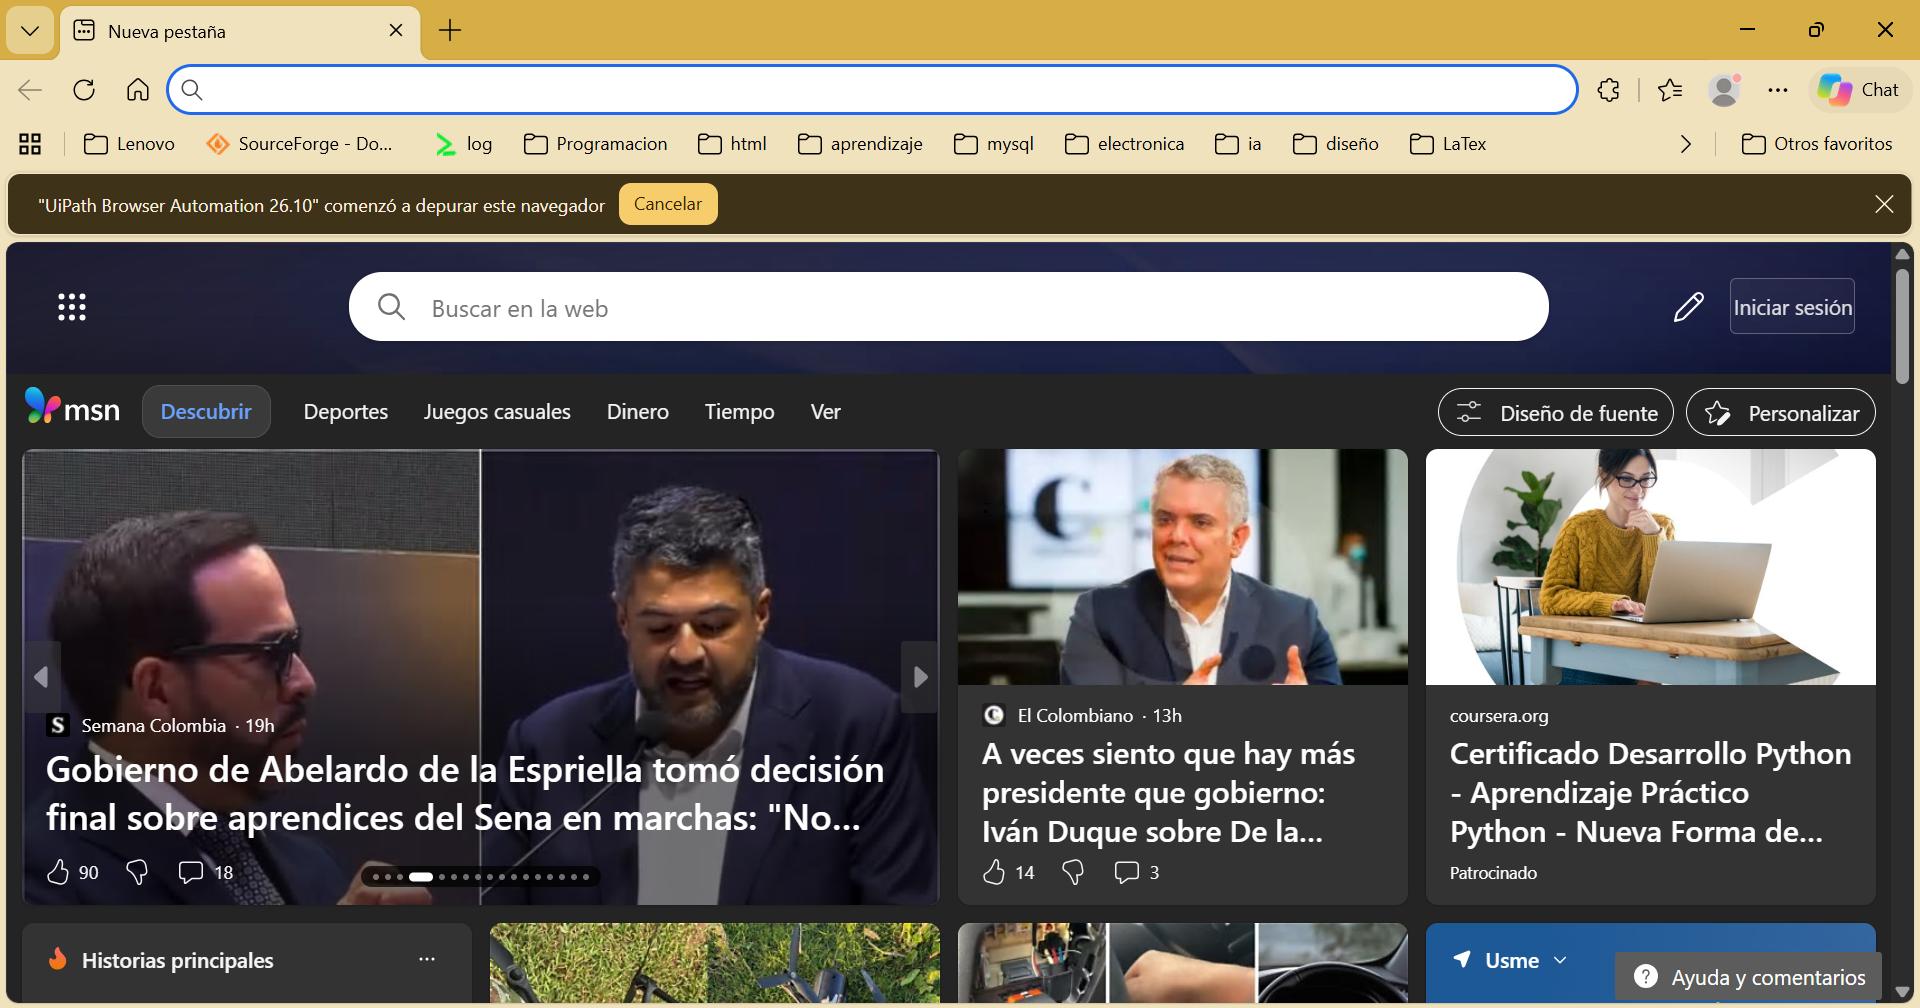 Nueva pestaña
Chat
Lenovo
SourceForge - Do...
log
Programacion
html
aprendizaje
mysql
electronica
ia
diseño
LaTex
Otros favoritos
"UiPath Browser Automation 26.10" comenzó a depurar este navegador
Cancelar
Buscar en la web
Iniciar sesión
msn
Descubrir
Deportes
Juegos casuales
Dinero
Tiempo
Ver
Diseño de fuente
Personalizar
S Semana Colombia · 19h
Gobierno de Abelardo de la Espriella tomó decisión
final sobre aprendices del Sena en marchas: "No...
90
18
C El Colombiano · 13h
A veces siento que hay más
presidente que gobierno:
Iván Duque sobre De la...
14
3
coursera.org
Certificado Desarrollo Python
- Aprendizaje Práctico
Python - Nueva Forma de...
Patrocinado
Historias principales
Usme
? Ayuda y comentarios